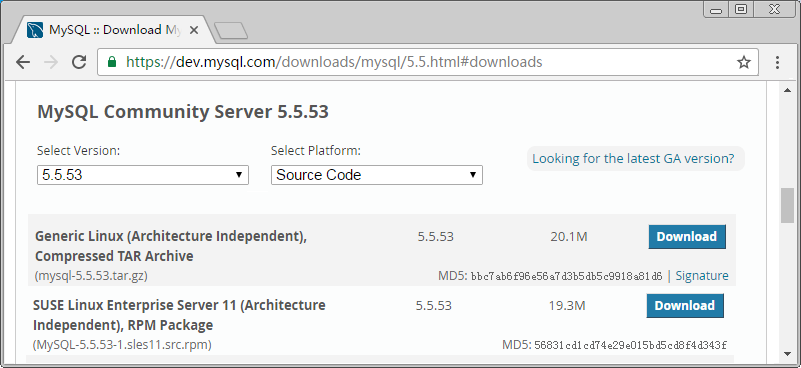 MySQL :: Download My
https://dev.mysql.com/downloads/mysql/5.5.html#downloads
MySQL Community Server 5.5.53
Select Version:
Select Platform:
Looking for the latest GA version?
5.5.53
Source Code
Generic Linux (Architecture Independent), 5.5.53 20.1M Download
Compressed TAR Archive
(mysql-5.5.53.tar.gz) MD5: bbc7ab6f96e56a7d3b5db5c9918a81d6 | Signature
SUSE Linux Enterprise Server 11 (Architecture 5.5.53 19.3M Download
Independent), RPM Package
(MySQL-5.5.53-1.sles11.src.rpm) MD5: 56831cd1cd74e29e015bd5cd8f4d343f